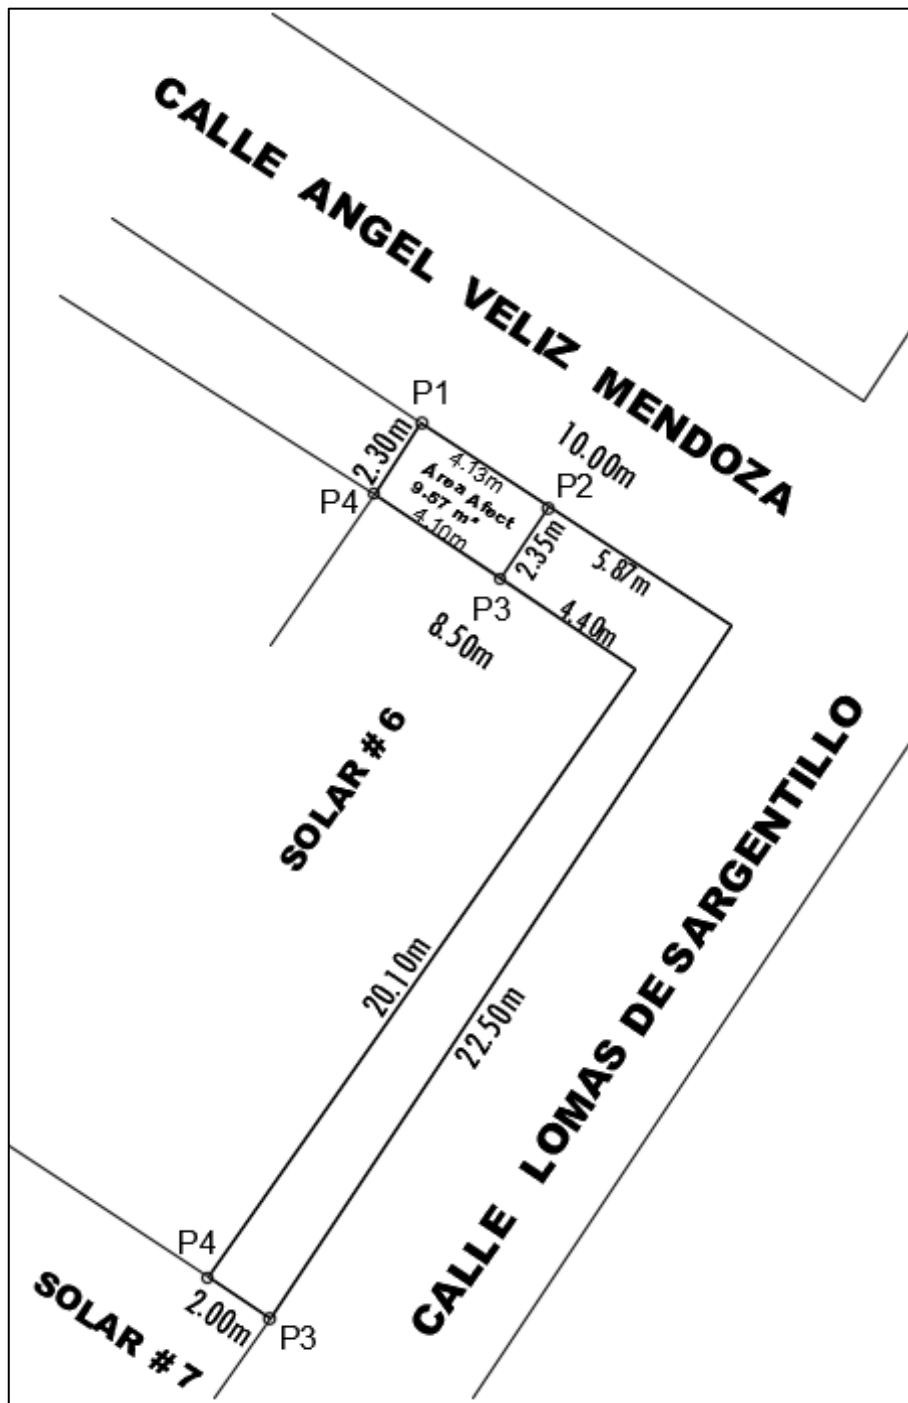 CALLE ANGEL VELIZ MENDOZA
P1
2.30m
4.13m
10.00m
Area Afect
9.57 m²
P4
4.10m
P2
2.35m
5.87m
P3
4.40m
8.50m
SOLAR # 6
20.10m
22.50m
CALLE LOMAS DE SARGENTILLO
P4
2.00m
P3
SOLAR # 7